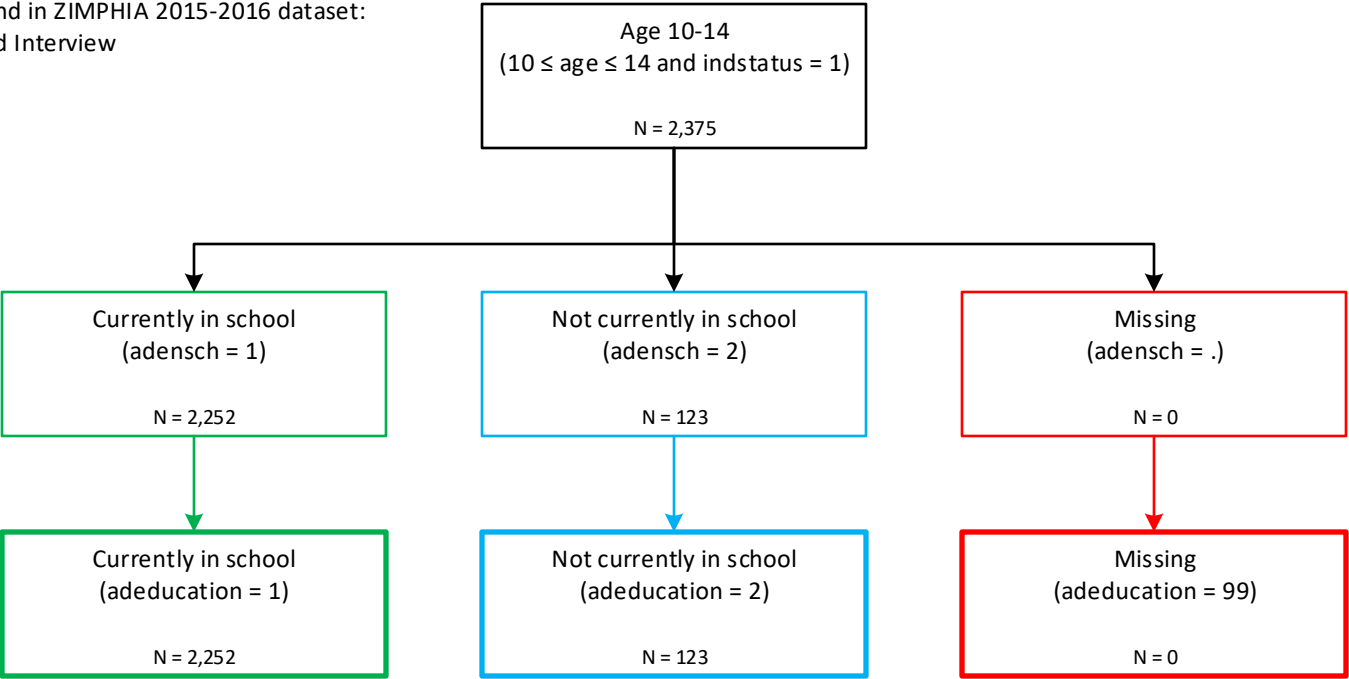 nd in ZIMPHIA 2015-2016 dataset:
d Interview
Age 10-14
(10 ≤ age ≤ 14 and indstatus = 1)
N = 2,375
Currently in school
(adensch = 1)
N = 2,252
Not currently in school
(adensch = 2)
N = 123
Missing
(adensch = .)
N = 0
Currently in school
(adeducation = 1)
N = 2,252
Not currently in school
(adeducation = 2)
N = 123
Missing
(adeducation = 99)
N = 0